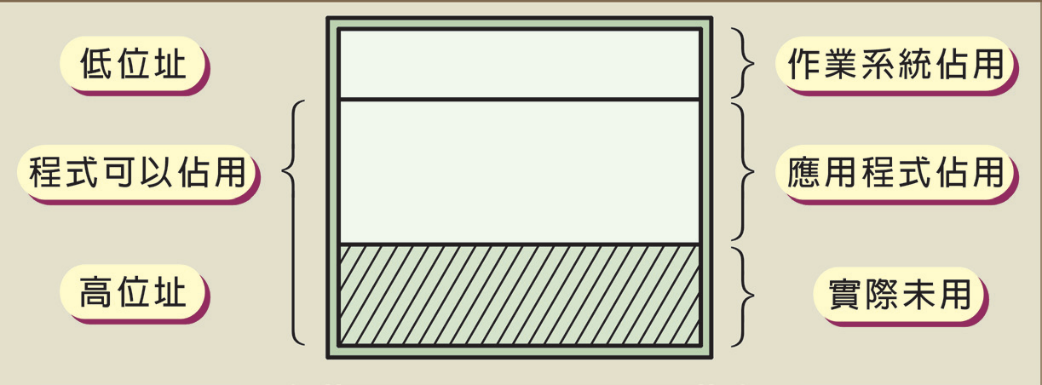 低位址
作業系統佔用
程式可以佔用
應用程式佔用
高位址
實際未用